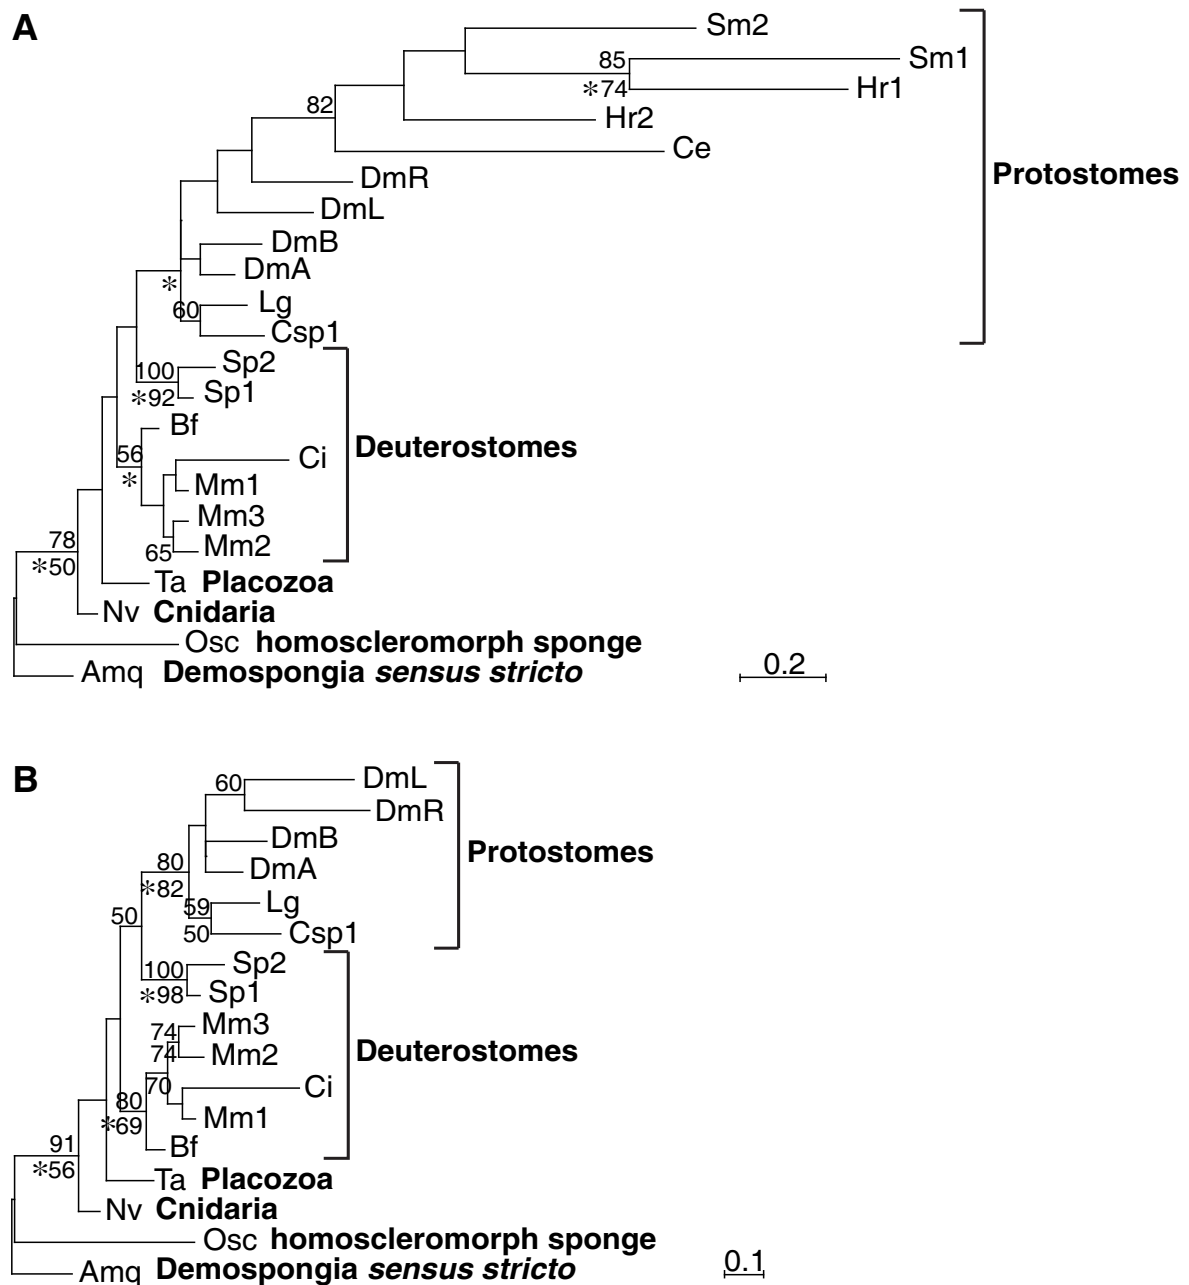 A
Sm2
85
Sm1
*74
Hr1
82
Hr2
Ce
Protostomes
DmR
DmL
DmB
DmA
*
60
Lg
Csp1
100
Sp2
*92
Sp1
Bf
Deuterostomes
56
Ci
*
Mm1
Mm3
65
Mm2
78
*50
Ta Placozoa
Nv Cnidaria
Osc homoscleromorph sponge
Amq Demospongia sensus stricto
0.2
B
60
DmL
DmR
DmB
Protostomes
80
DmA
*82
59
Lg
50
50
Csp1
100
Sp2
*98
Sp1
74
Mm3
74
Mm2
Deuterostomes
70
Ci
80
Mm1
*69
91
Bf
*56
Ta Placozoa
Nv Cnidaria
Osc homoscleromorph sponge
Amq Demospongia sensus stricto
0.1